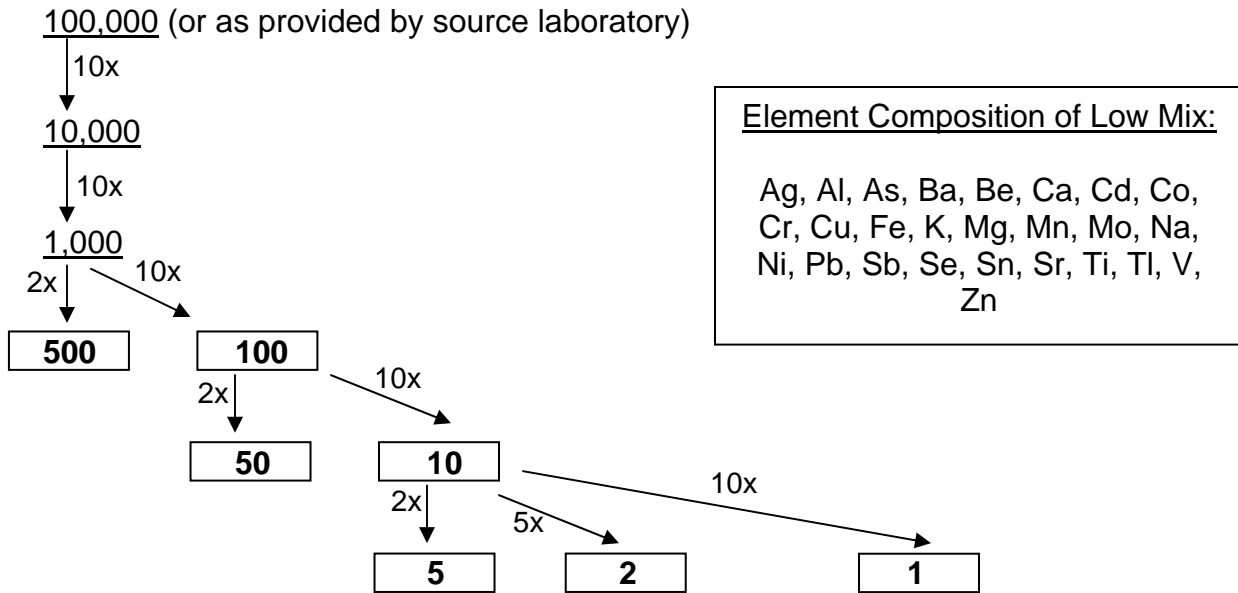 100,000 (or as provided by source laboratory)
10x
10,000
10x
1,000
2x
10x
500
100
2x
10x
50
10
2x
5x
10x
5
2
1
Element Composition of Low Mix:
Ag, Al, As, Ba, Be, Ca, Cd, Co,
Cr, Cu, Fe, K, Mg, Mn, Mo, Na,
Ni, Pb, Sb, Se, Sn, Sr, Ti, Tl, V,
Zn